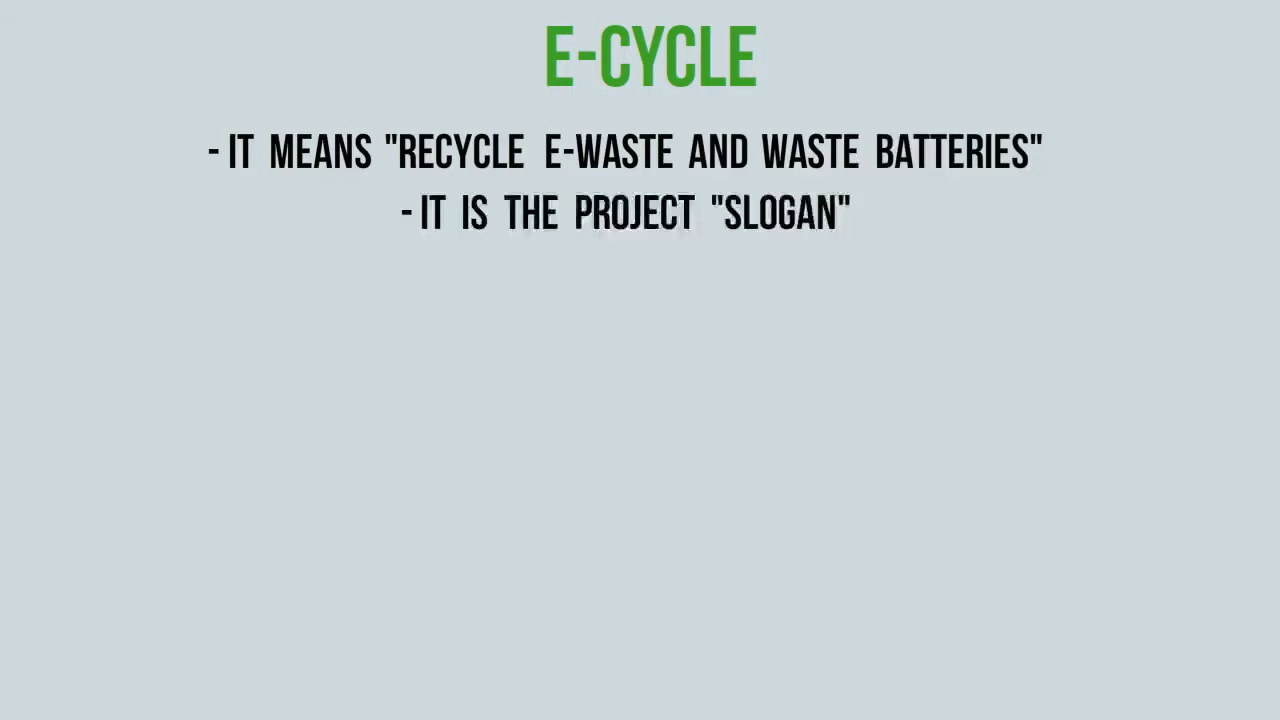 E-CYCLE
- IT MEANS "RECYCLE E-WASTE AND WASTE BATTERIES"
- IT IS THE PROJECT "SLOGAN"